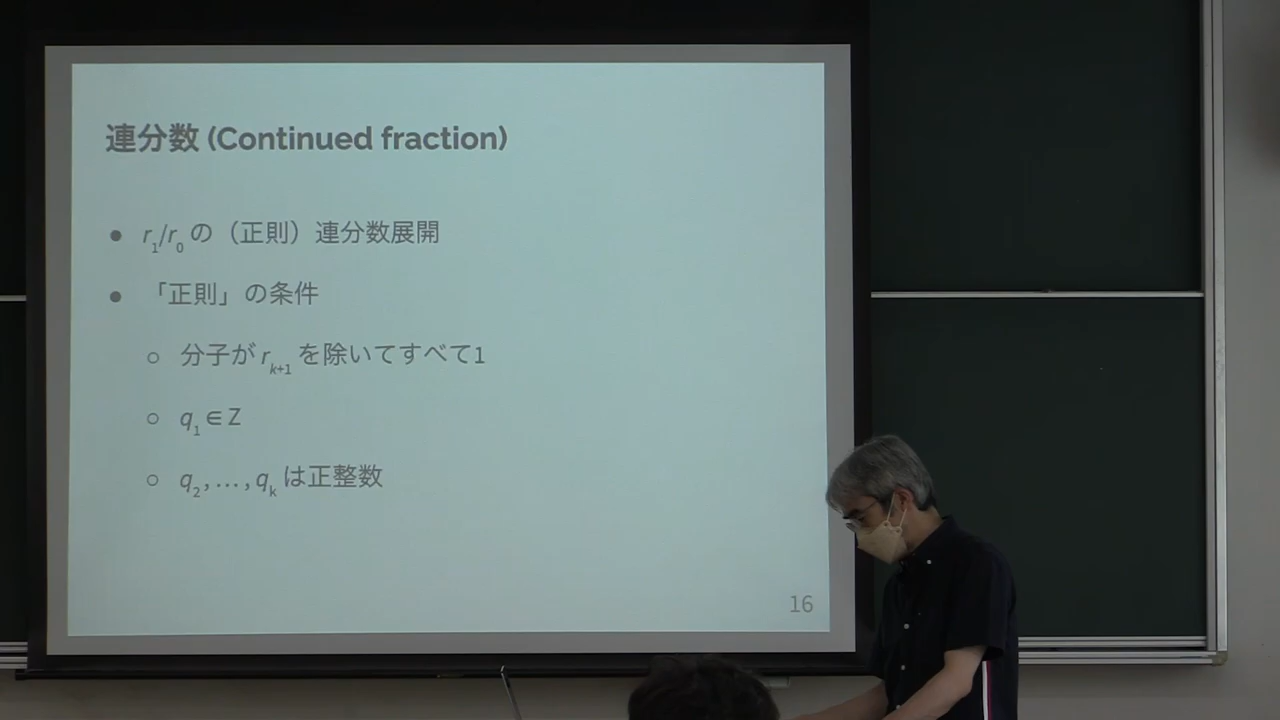 連分数 (Continued fraction)
● r₁/r₀ の（正則）連分数展開
● 「正則」の条件
○ 分子が rₖ₊₁ を除いてすべて1
○ q₁ ∈ Z
○ q₂ , … , qₖ は正整数
16